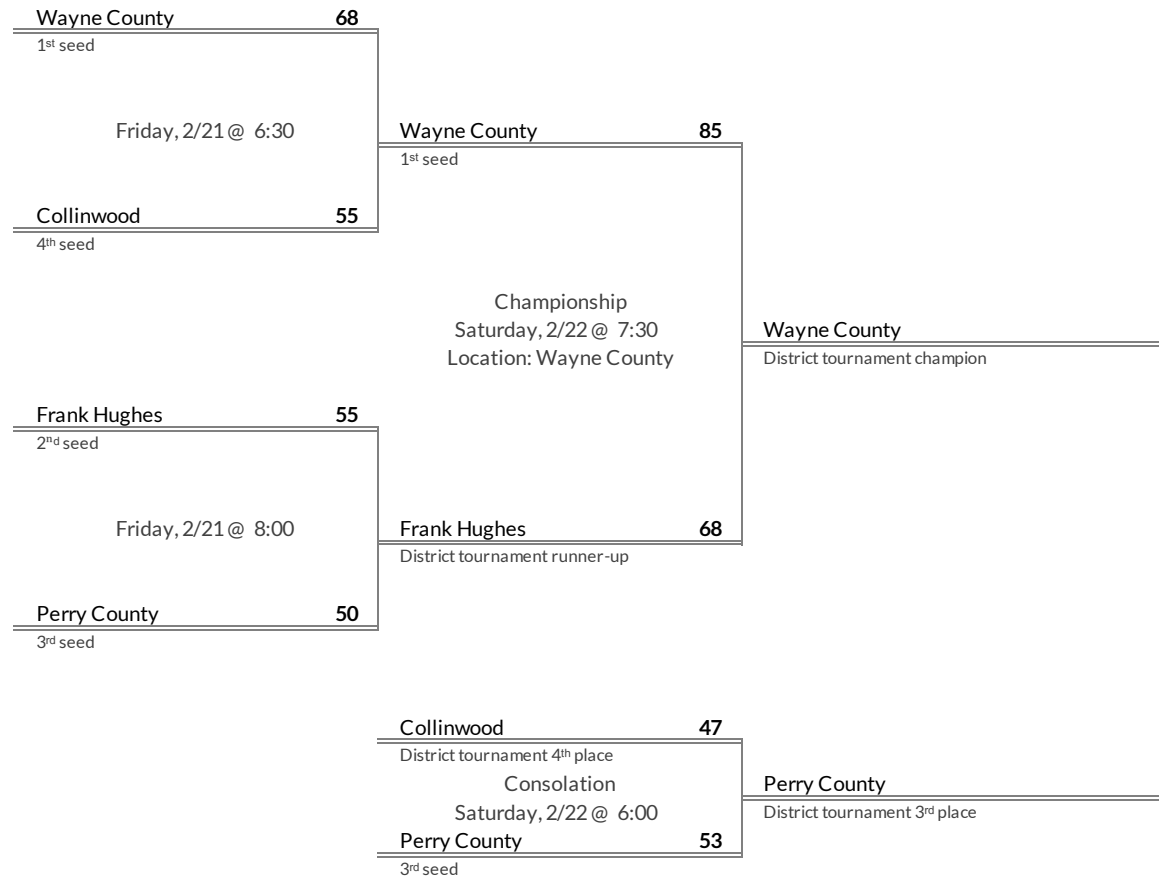 Wayne County 68
1st seed
Friday, 2/21 @ 6:30
Wayne County 85
1st seed
Collinwood 55
4th seed
Championship
Saturday, 2/22 @ 7:30
Location: Wayne County
Wayne County
District tournament champion
Frank Hughes 55
2nd seed
Friday, 2/21 @ 8:00
Frank Hughes 68
District tournament runner-up
Perry County 50
3rd seed
Collinwood 47
District tournament 4th place
Consolation
Saturday, 2/22 @ 6:00
Perry County
District tournament 3rd place
Perry County 53
3rd seed